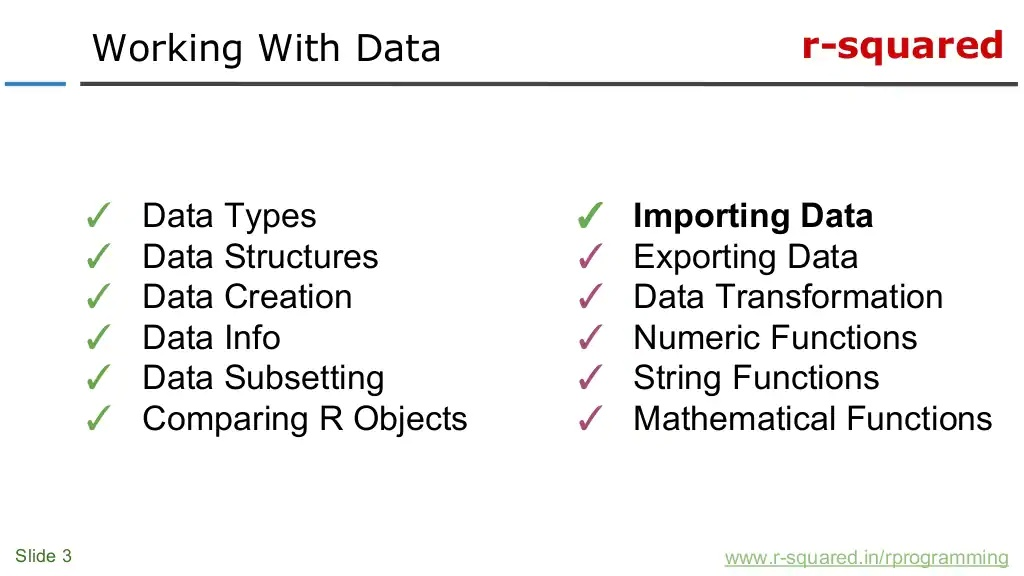 Working With Data
r-squared
✓ Data Types
✓ Data Structures
✓ Data Creation
✓ Data Info
✓ Data Subsetting
✓ Comparing R Objects
✓ Importing Data
✓ Exporting Data
✓ Data Transformation
✓ Numeric Functions
✓ String Functions
✓ Mathematical Functions
Slide 3
www.r-squared.in/rprogramming